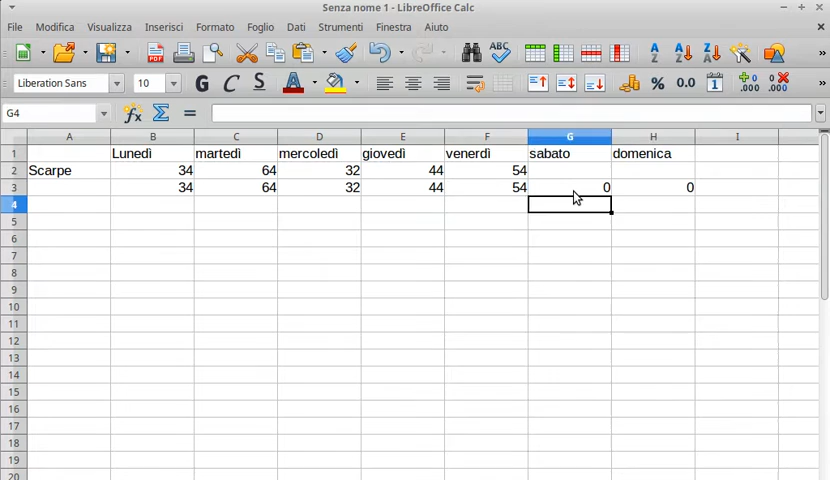 Senza nome 1 - LibreOffice Calc
File Modifica Visualizza Inserisci Formato Foglio Dati Strumenti Finestra Aiuto
Liberation Sans 10
G4
A B C D E F G H I
1 Lunedì martedì mercoledì giovedì venerdì sabato domenica
2 Scarpe 34 64 32 44 54
3 34 64 32 44 54 0 0
4
5
6
7
8
9
10
11
12
13
14
15
16
17
18
19
20